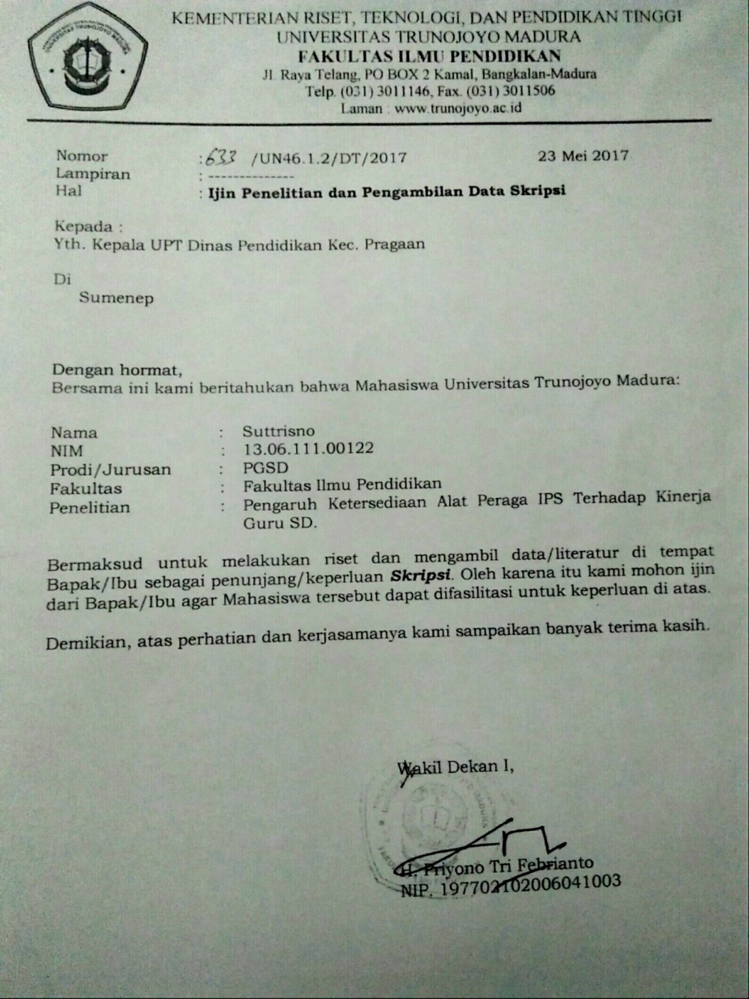 KEMENTERIAN RISET, TEKNOLOGI, DAN PENDIDIKAN TINGGI
UNIVERSITAS TRUNOJOYO MADURA
FAKULTAS ILMU PENDIDIKAN
Jl. Raya Telang, PO BOX 2 Kamal, Bangkalan-Madura
Telp. (031) 3011146, Fax. (031) 3011506
Laman : www.trunojoyo.ac.id
Nomor : 633 /UN46.1.2/DT/2017 23 Mei 2017
Lampiran : --------------
Hal : Ijin Penelitian dan Pengambilan Data Skripsi
Kepada :
Yth. Kepala UPT Dinas Pendidikan Kec. Pragaan
Di
Sumenep
Dengan hormat,
Bersama ini kami beritahukan bahwa Mahasiswa Universitas Trunojoyo Madura:
Nama : Suttrisno
NIM : 13.06.111.00122
Prodi/Jurusan : PGSD
Fakultas : Fakultas Ilmu Pendidikan
Penelitian : Pengaruh Ketersediaan Alat Peraga IPS Terhadap Kinerja
Guru SD.
Bermaksud untuk melakukan riset dan mengambil data/literatur di tempat
Bapak/Ibu sebagai penunjang/keperluan Skripsi. Oleh karena itu kami mohon ijin
dari Bapak/Ibu agar Mahasiswa tersebut dapat difasilitasi untuk keperluan di atas.
Demikian, atas perhatian dan kerjasamanya kami sampaikan banyak terima kasih.
Wakil Dekan I,
H. Priyono Tri Febrianto
NIP. 197702102006041003